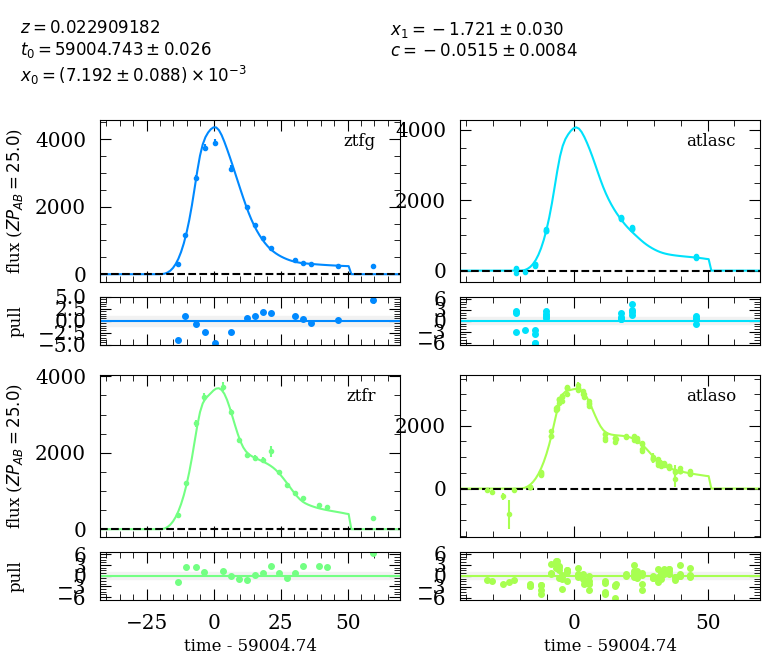 z = 0.022909182
t₀ = 59004.743 ± 0.026
x₀ = (7.192 ± 0.088) × 10⁻³
x₁ = −1.721 ± 0.030
c = −0.0515 ± 0.0084
flux (ZP_AB = 25.0)
4000
2000
0
ztfg
4000
2000
0
atlasc
pull
5.0
2.5
0.0
−2.5
−5.0
6
3
0
−3
−6
flux (ZP_AB = 25.0)
4000
2000
0
ztfr
2000
0
atlaso
pull
6
3
0
−3
−6
6
3
0
−3
−6
−25
0
25
50
time - 59004.74
0
50
time - 59004.74